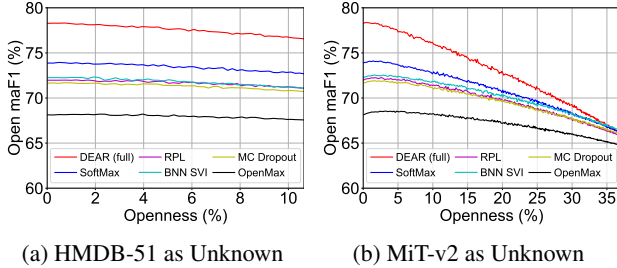 80
75
70
65
60
Open maF1 (%)
DEAR (full)
SoftMax
RPL
BNN SVI
MC Dropout
OpenMax
0 2 4 6 8 10
Openness (%)
(a) HMDB-51 as Unknown
80
75
70
65
60
Open maF1 (%)
DEAR (full)
SoftMax
RPL
BNN SVI
MC Dropout
OpenMax
0 5 10 15 20 25 30 35
Openness (%)
(b) MiT-v2 as Unknown